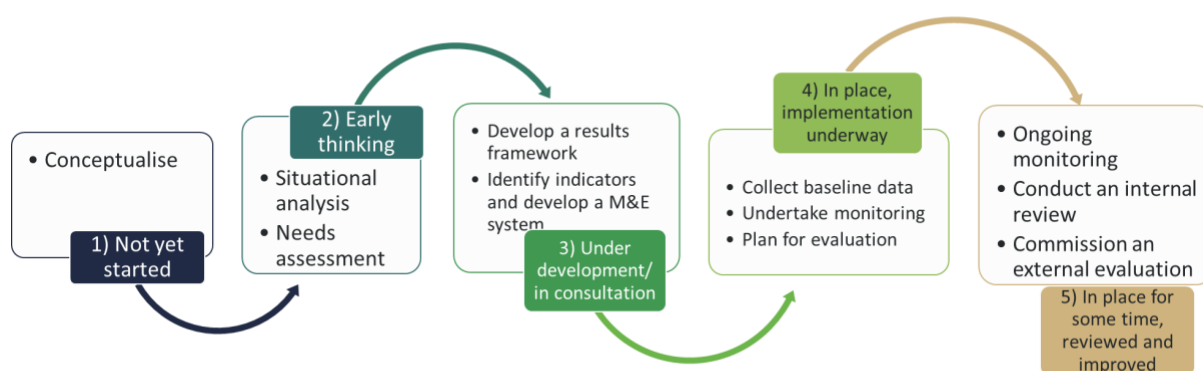 • Conceptualise
1) Not yet
started
2) Early
thinking
• Situational
analysis
• Needs
assessment
• Develop a results
framework
• Identify indicators
and develop a M&E
system
3) Under
development/
in consultation
4) In place,
implementation
underway
• Collect baseline data
• Undertake monitoring
• Plan for evaluation
• Ongoing
monitoring
• Conduct an internal
review
• Commission an
external evaluation
5) In place for
some time,
reviewed and
improved